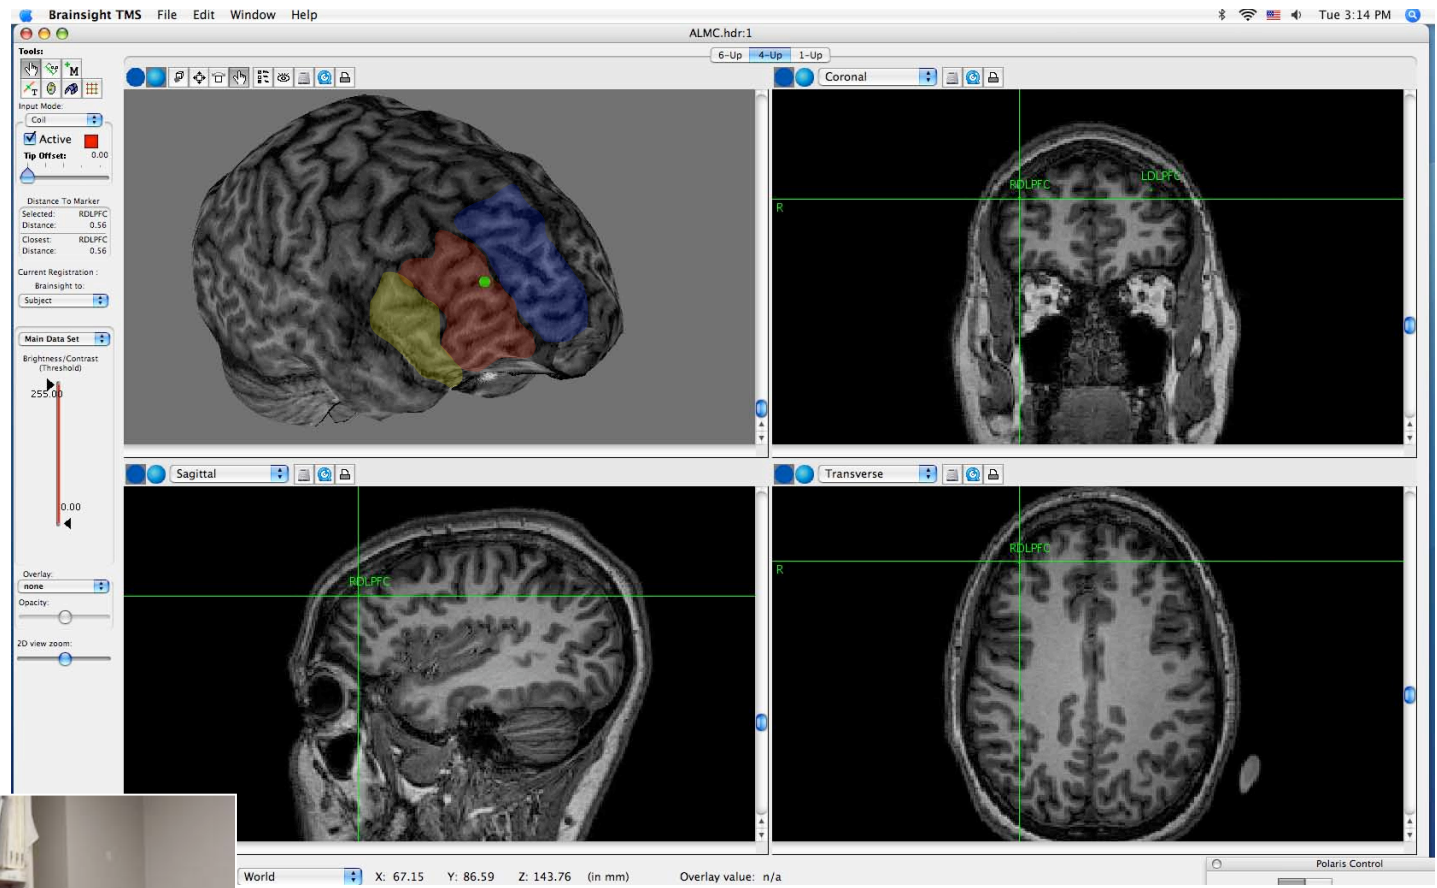 Brainsight TMS File Edit Window Help
Tue 3:14 PM
ALMC.hdr:1
6-Up 4-Up 1-Up
Tools:
M
T
Input Mode:
Coil
Active
Tip Offset: 0.00
Distance To Marker
Selected: RDLPFC
Distance: 0.56
Closest: RDLPFC
Distance: 0.56
Current Registration :
Brainsight to:
Subject
Main Data Set
Brightness/Contrast
(Threshold)
255.00
0.00
Overlay:
none
Opacity:
2D view zoom:
Coronal
RDLPFC
LDLPFC
R
Sagittal
RDLPFC
Transverse
RDLPFC
R
World X: 67.15 Y: 86.59 Z: 143.76 (in mm) Overlay value: n/a
Polaris Control